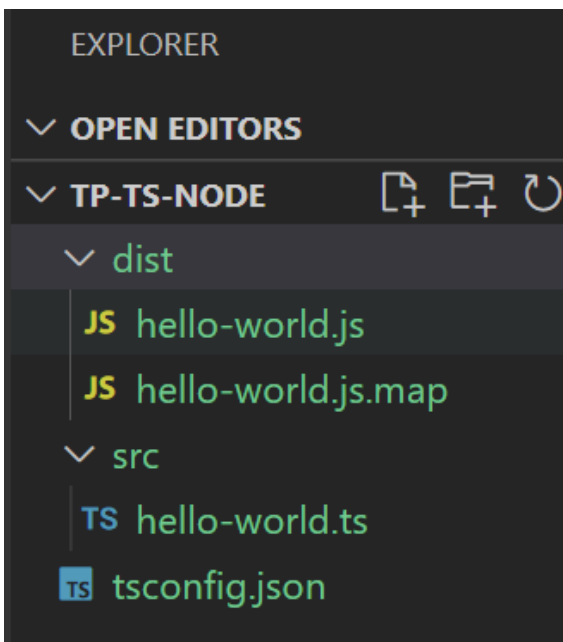 EXPLORER
OPEN EDITORS
TP-TS-NODE
dist
JS hello-world.js
JS hello-world.js.map
src
TS hello-world.ts
TS tsconfig.json